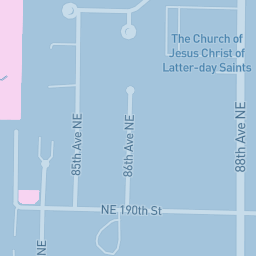 The Church of
Jesus Christ of
Latter-day Saints
85th Ave NE
86th Ave NE
88th Ave NE
NE 190th St
NE